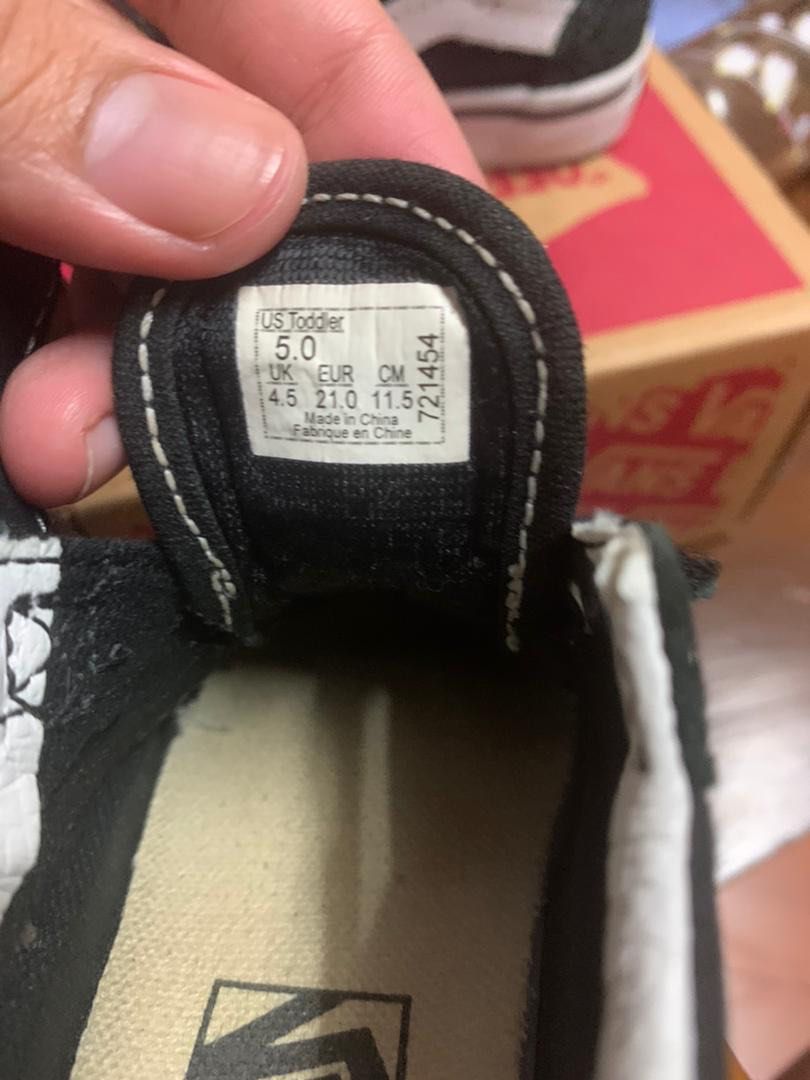 US Toddler
5.0
UK EUR CM
4.5 21.0 11.5
721454
Made in China
Fabrique en Chine
VANS